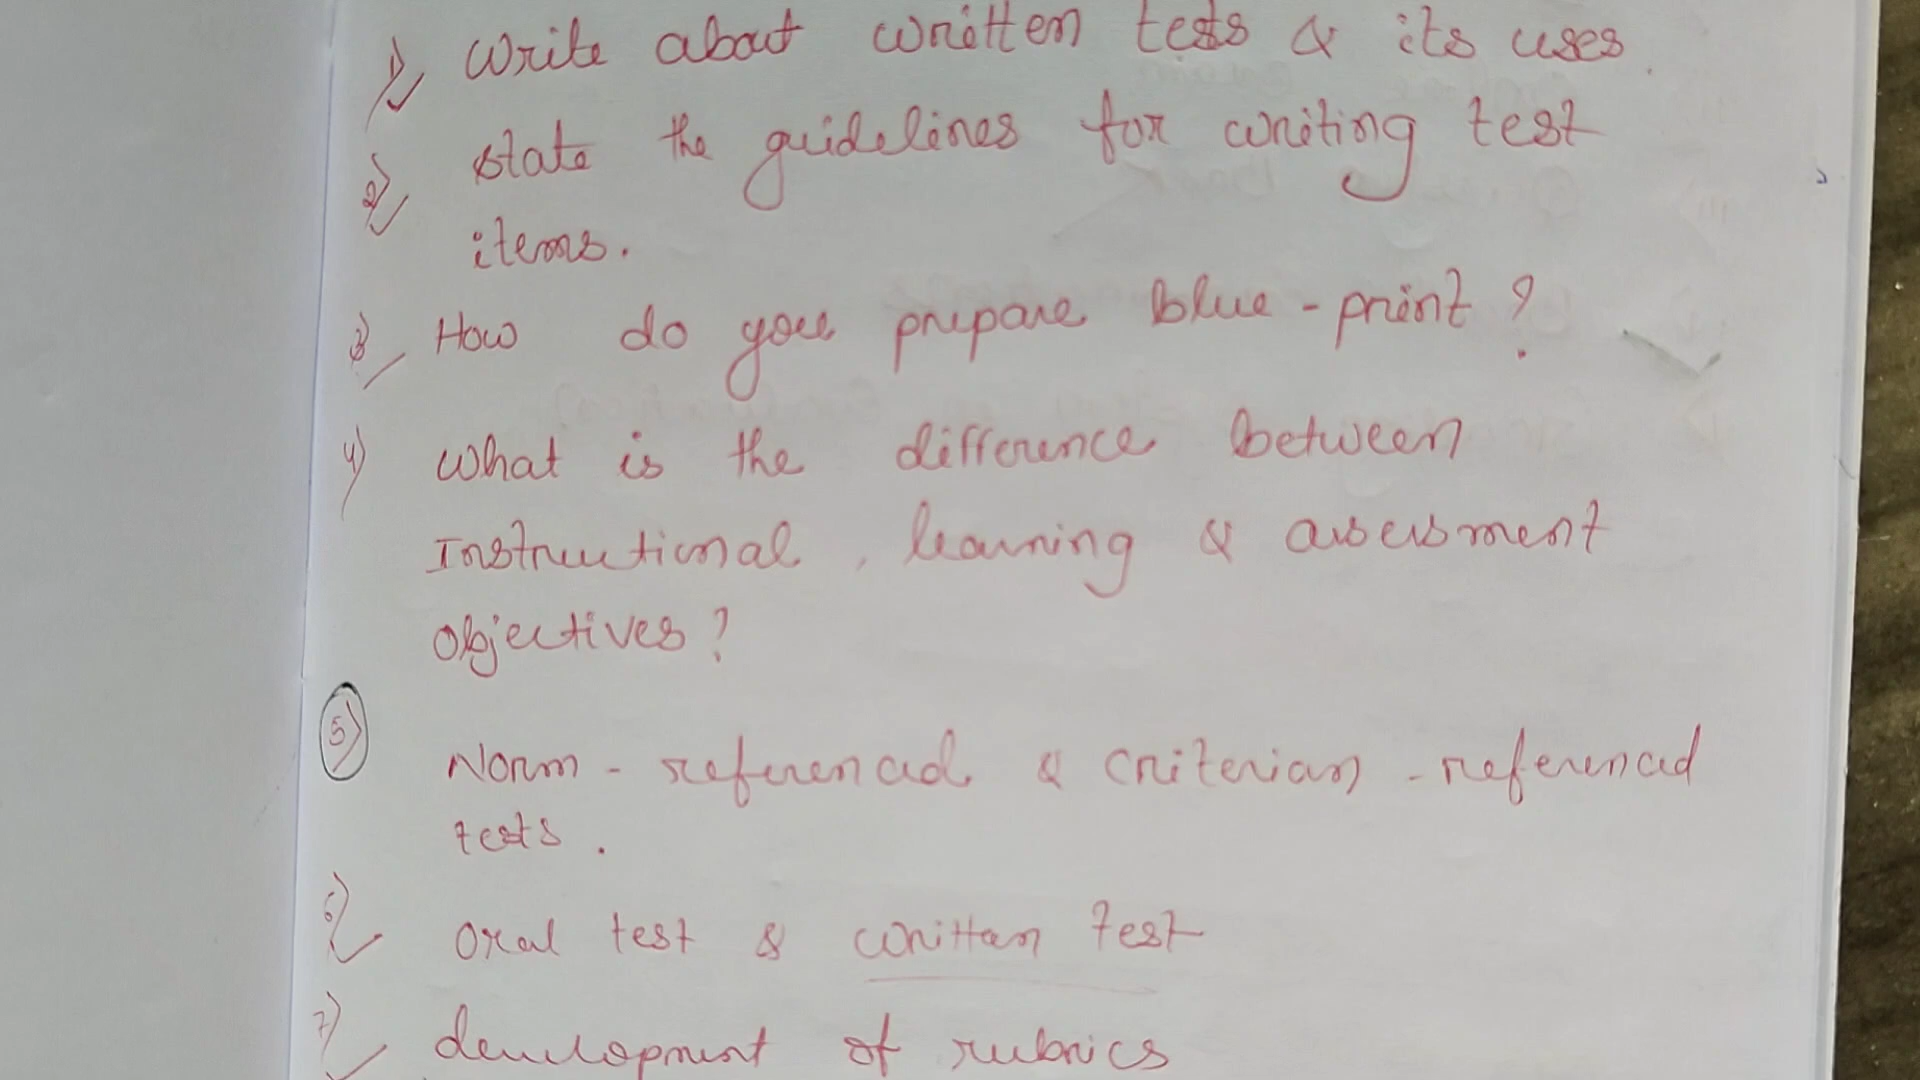 1) Write about written tests & its uses.
2) state the guidelines for writing test
items.
3) How do you prepare blue-print?
4) What is the difference between
Instructional, learning & assessment
objectives?
5) Norm-referenced & criterian-referenced
tests.
6) oral test & written test
7) development of rubrics